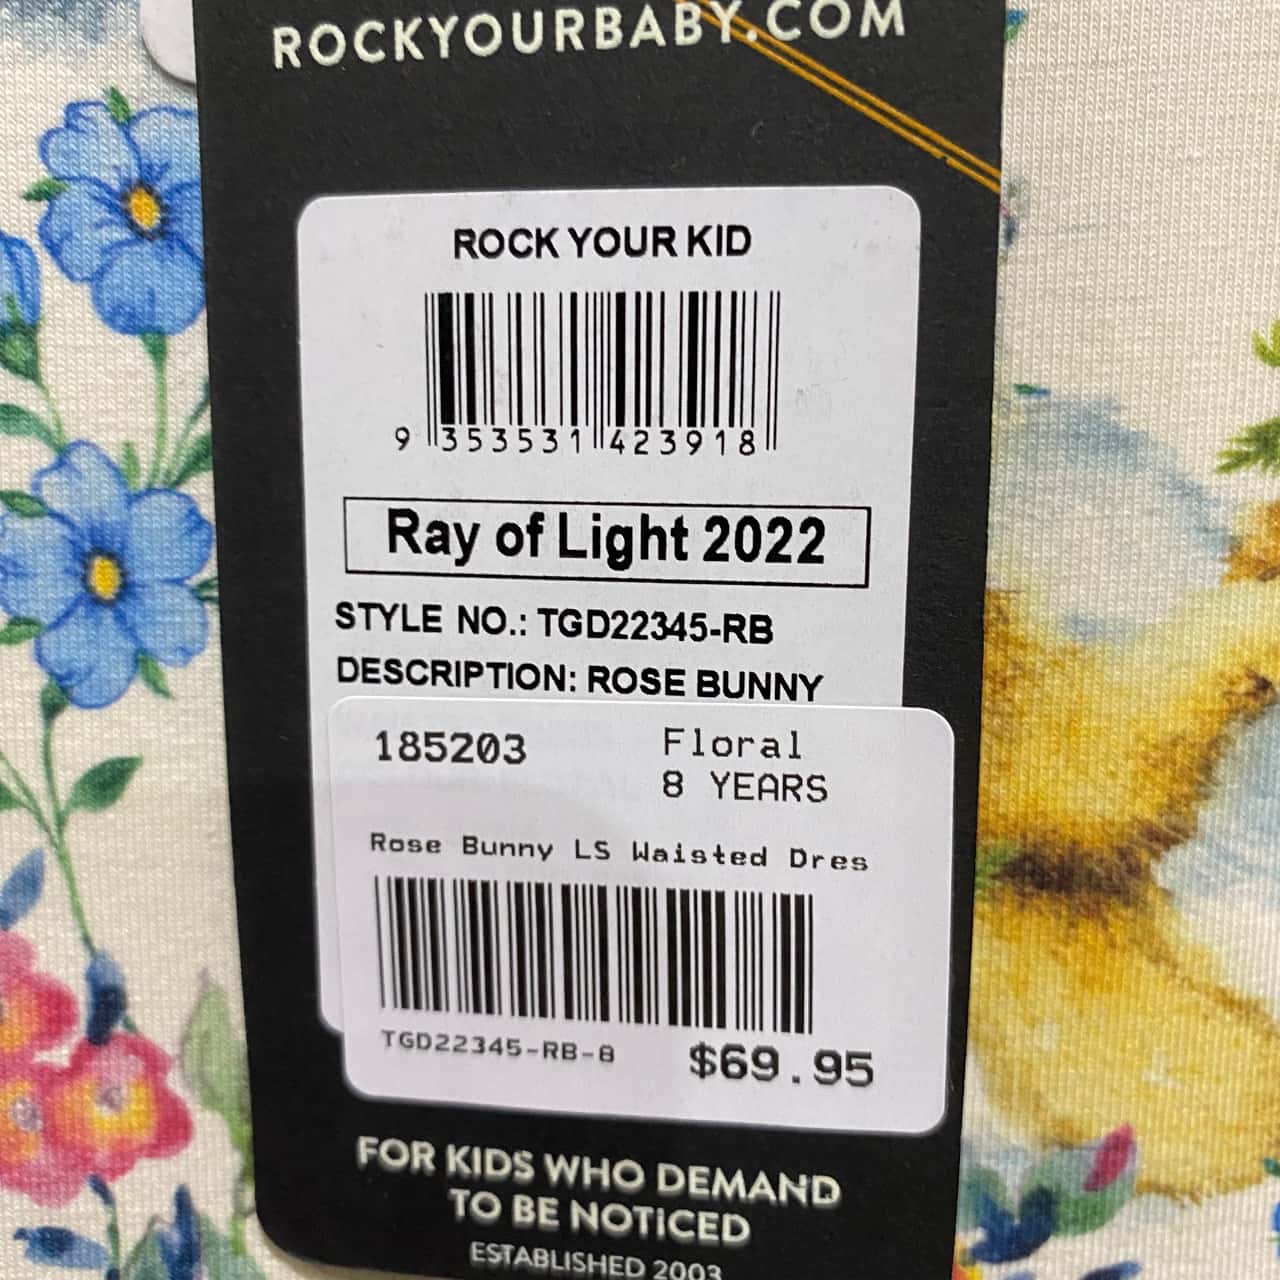 ROCKYOURBABY.COM
ROCK YOUR KID
9 353531 423918
Ray of Light 2022
STYLE NO.: TGD22345-RB
DESCRIPTION: ROSE BUNNY
185203 Floral
8 YEARS
Rose Bunny LS Waisted Dres
TGD22345-RB-8 $69.95
FOR KIDS WHO DEMAND
TO BE NOTiCED
ESTABLISHED 2003